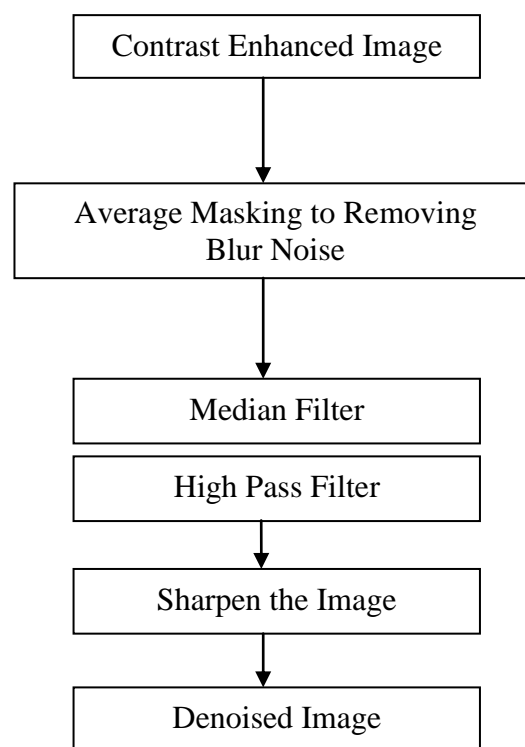 Contrast Enhanced Image
Average Masking to Removing
Blur Noise
Median Filter
High Pass Filter
Sharpen the Image
Denoised Image